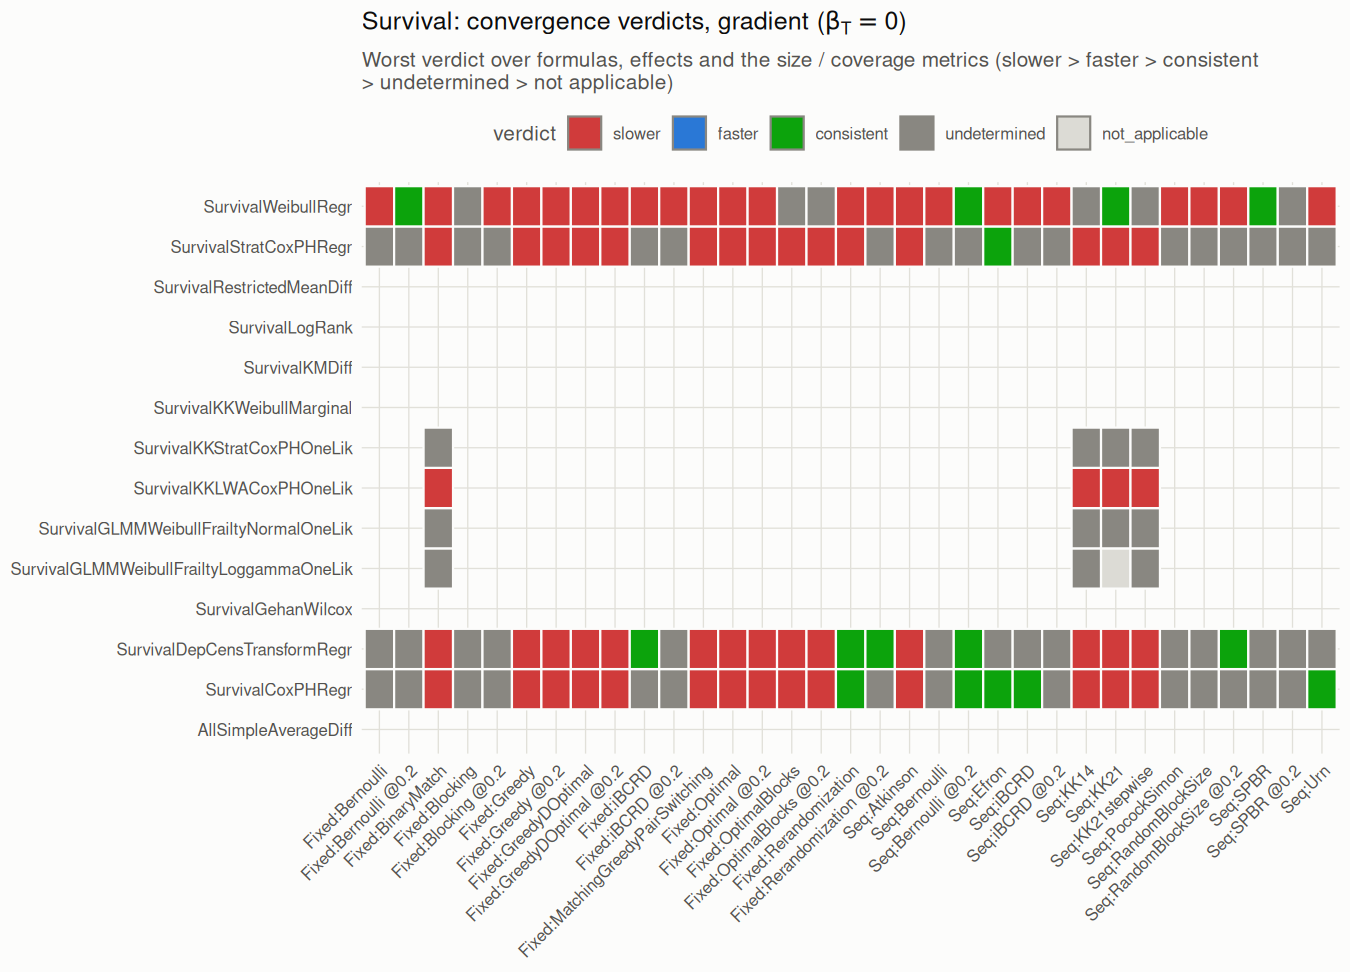 Survival: convergence verdicts, gradient (βT = 0)
Worst verdict over formulas, effects and the size / coverage metrics (slower > faster > consistent
> undetermined > not applicable)
verdict slower faster consistent undetermined not_applicable
SurvivalWeibullRegr
SurvivalStratCoxPHRegr
SurvivalRestrictedMeanDiff
SurvivalLogRank
SurvivalKMDiff
SurvivalKKWeibullMarginal
SurvivalKKStratCoxPHOneLik
SurvivalKKLWACoxPHOneLik
SurvivalGLMMWeibullFrailtyNormalOneLik
SurvivalGLMMWeibullFrailtyLoggammaOneLik
SurvivalGehanWilcox
SurvivalDepCensTransformRegr
SurvivalCoxPHRegr
AllSimpleAverageDiff
Fixed:Bernoulli
Fixed:Bernoulli @0.2
Fixed:BinaryMatch
Fixed:Blocking
Fixed:Blocking @0.2
Fixed:Greedy
Fixed:Greedy @0.2
Fixed:GreedyDOptimal
Fixed:GreedyDOptimal @0.2
Fixed:iBCRD
Fixed:iBCRD @0.2
Fixed:MatchingGreedyPairSwitching
Fixed:Optimal
Fixed:Optimal @0.2
Fixed:OptimalBlocks
Fixed:OptimalBlocks @0.2
Fixed:Rerandomization
Fixed:Rerandomization @0.2
Seq:Atkinson
Seq:Bernoulli
Seq:Bernoulli @0.2
Seq:Efron
Seq:iBCRD
Seq:iBCRD @0.2
Seq:KK14
Seq:KK21
Seq:KK21stepwise
Seq:PocockSimon
Seq:RandomBlockSize
Seq:RandomBlockSize @0.2
Seq:SPBR
Seq:SPBR @0.2
Seq:Urn